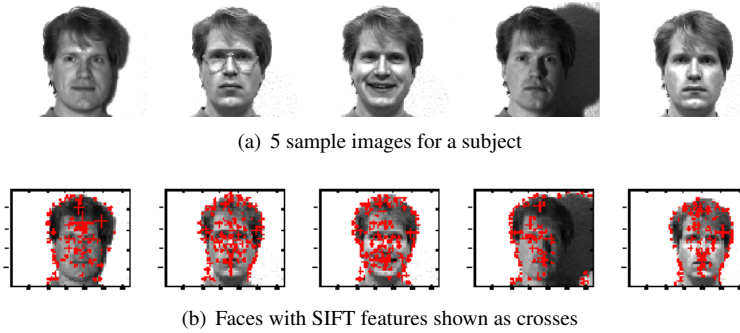 (a) 5 sample images for a subject
(b) Faces with SIFT features shown as crosses